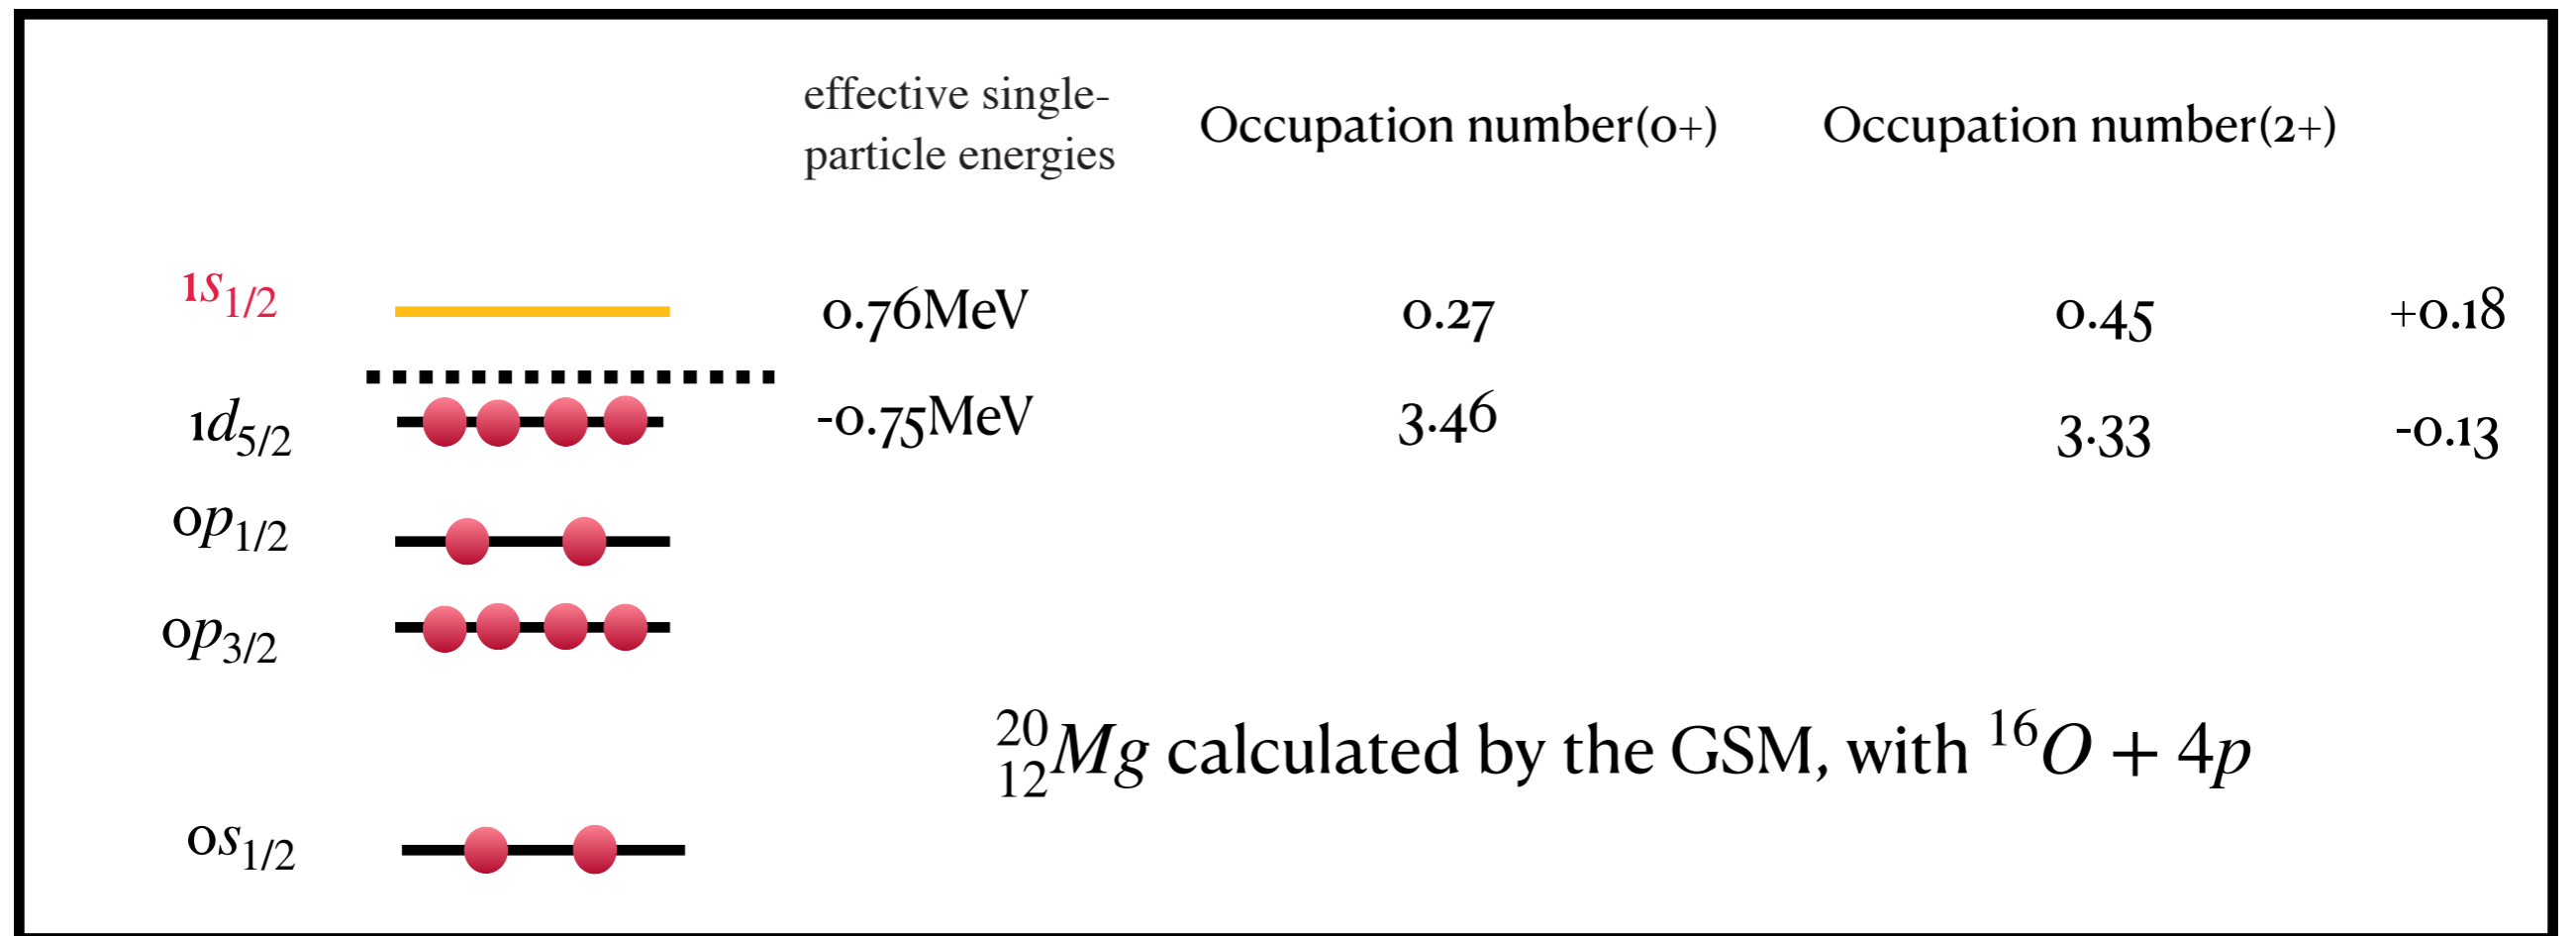 effective single-
particle energies
Occupation number(0+)
Occupation number(2+)
1s1/2
0.76MeV
0.27
0.45
+0.18
1d5/2
-0.75MeV
3.46
3.33
-0.13
0p1/2
0p3/2
20
12Mg calculated by the GSM, with 16O + 4p
0s1/2